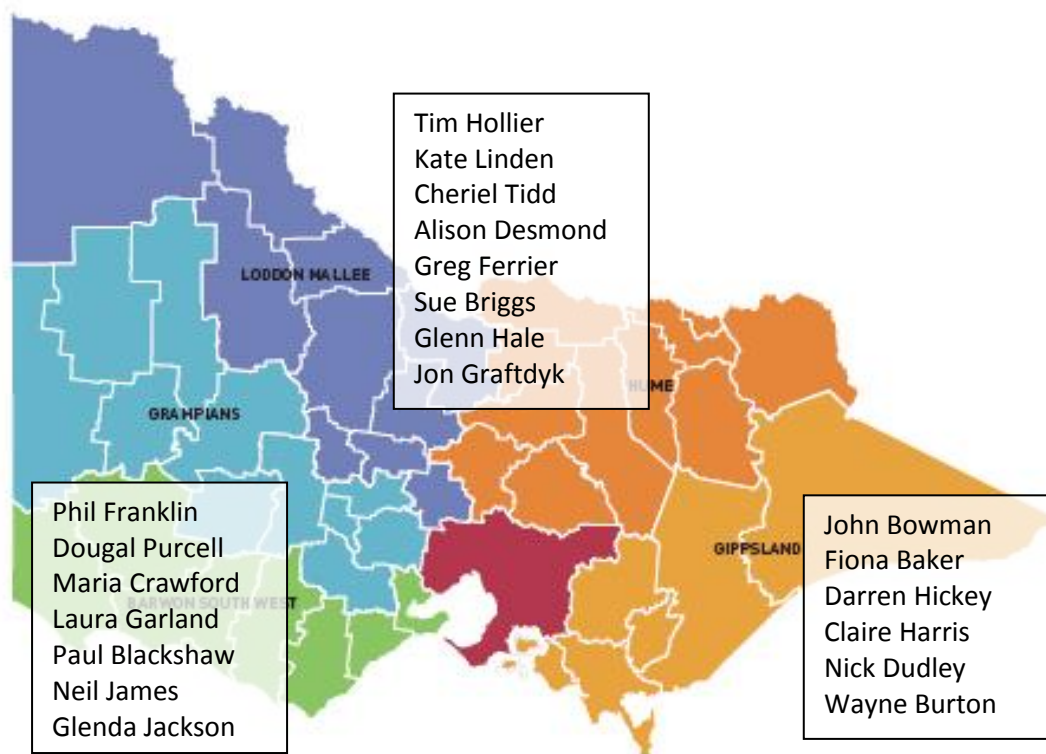 Tim Hollier
Kate Linden
Cheriel Tidd
Alison Desmond
Greg Ferrier
Sue Briggs
Glenn Hale
Jon Graftdyk
LODDON MALLEE
HUME
GRAMPIANS
Phil Franklin
Dougal Purcell
Maria Crawford
Laura Garland
Paul Blackshaw
Neil James
Glenda Jackson
BARWON SOUTH WEST
GIPPSLAND
John Bowman
Fiona Baker
Darren Hickey
Claire Harris
Nick Dudley
Wayne Burton